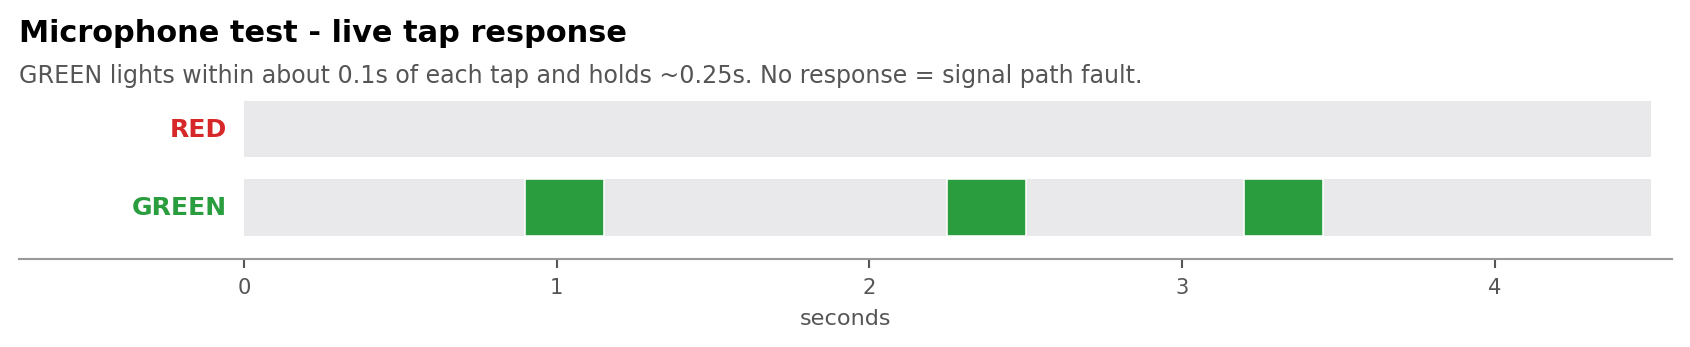 Microphone test - live tap response
GREEN lights within about 0.1s of each tap and holds ~0.25s. No response = signal path fault.
RED
GREEN
0 1 2 3 4
seconds